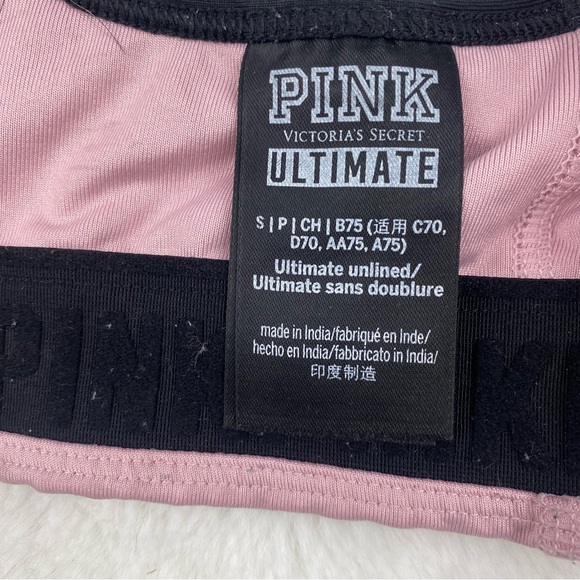 PINK
VICTORIA'S SECRET
ULTIMATE
S | P | CH | B75 (适用 C70,
D70, AA75, A75)
Ultimate unlined/
Ultimate sans doublure
made in India/fabriqué en Inde/
hecho en India/fabbricato in India/
印度制造
PINK